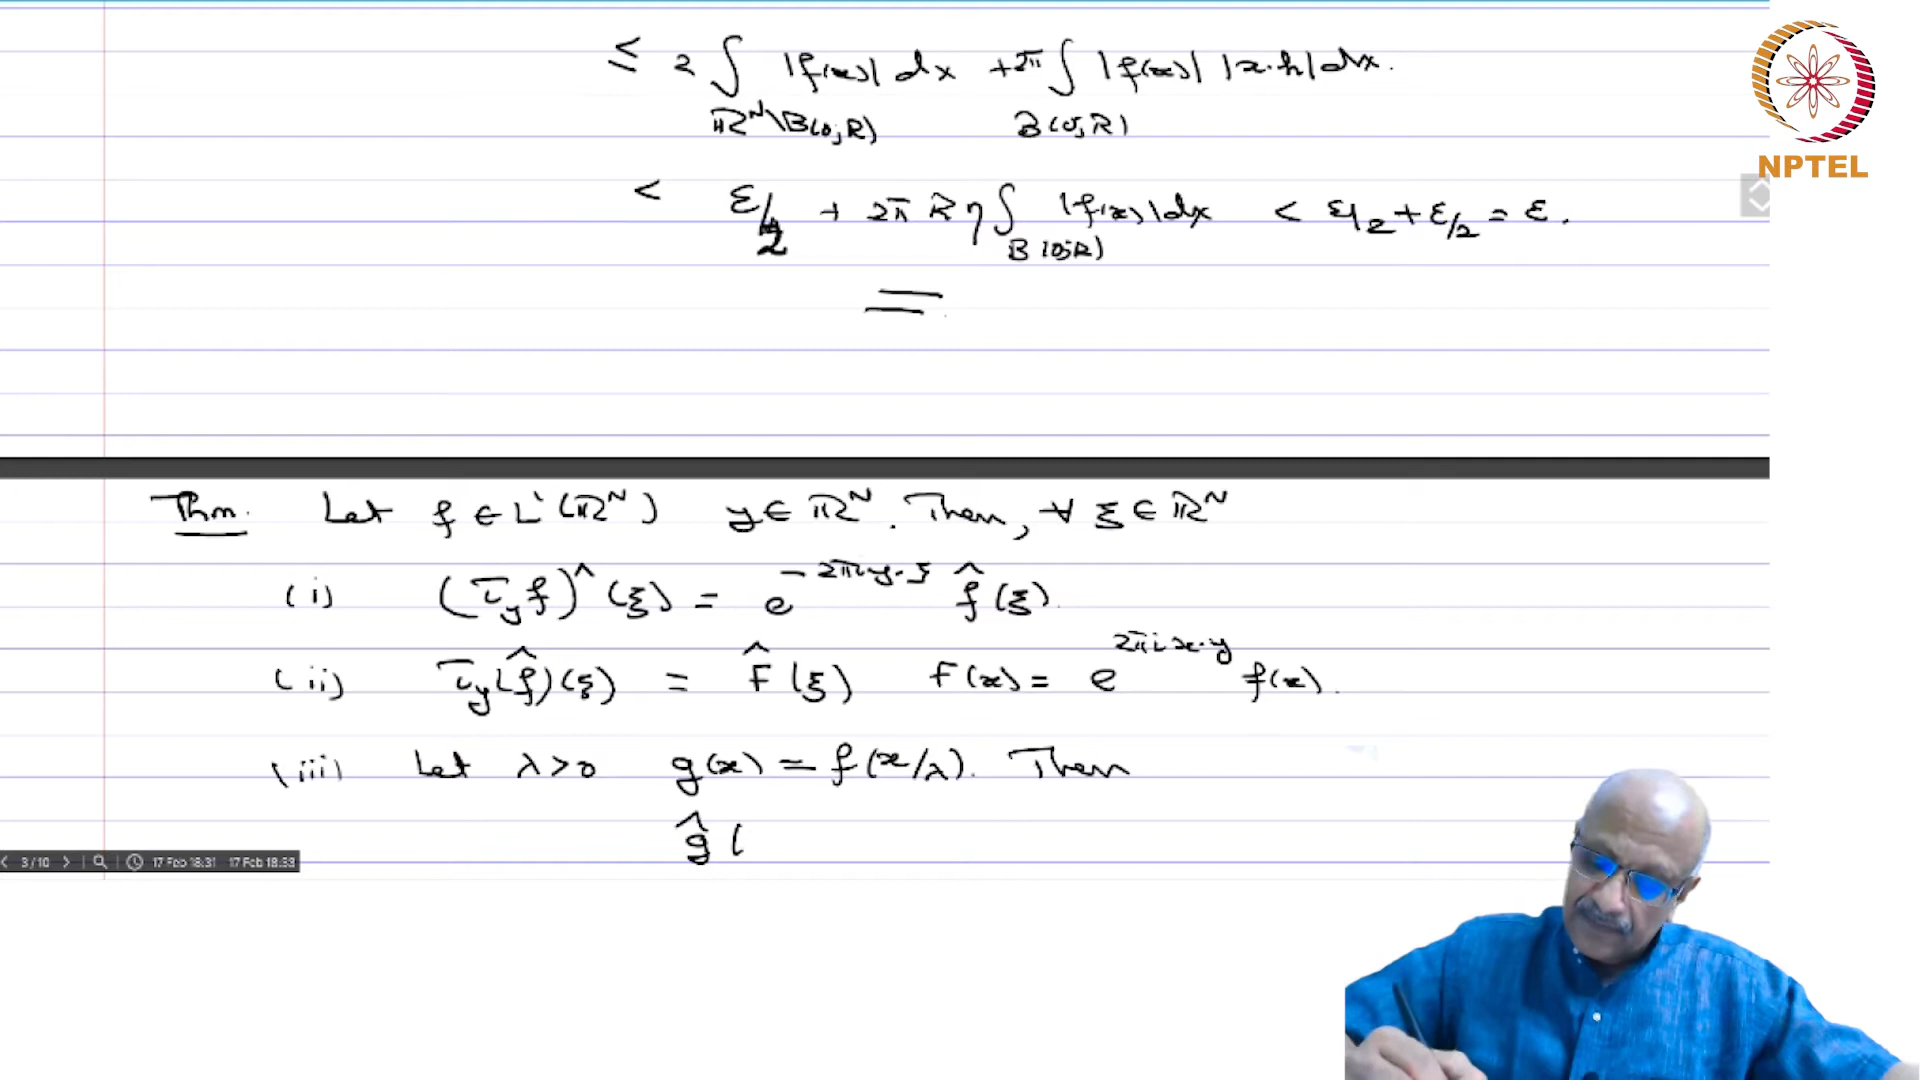 ≤ 2 ∫_{ℝ^N\B(0;R)} |f(x)| dx + 2π ∫_{B(0;R)} |f(x)| |x·h| dx.
NPTEL
< ε/2 + 2π R η ∫_{B(0;R)} |f(x)| dx < ε/2 + ε/2 = ε.
Thm. Let f ∈ L¹(ℝ^N) y ∈ ℝ^N. Then, ∀ ξ ∈ ℝ^N
(i) (τ_y f)^(ξ) = e^{-2πi y·ξ} f̂(ξ).
(ii) τ_y(f̂)(ξ) = F̂(ξ) F(x) = e^{2πi x·y} f(x).
(iii) Let λ>0 g(x) = f(x/λ). Then
ĝ(
3/10 17 Feb 18:31 17 Feb 18:33